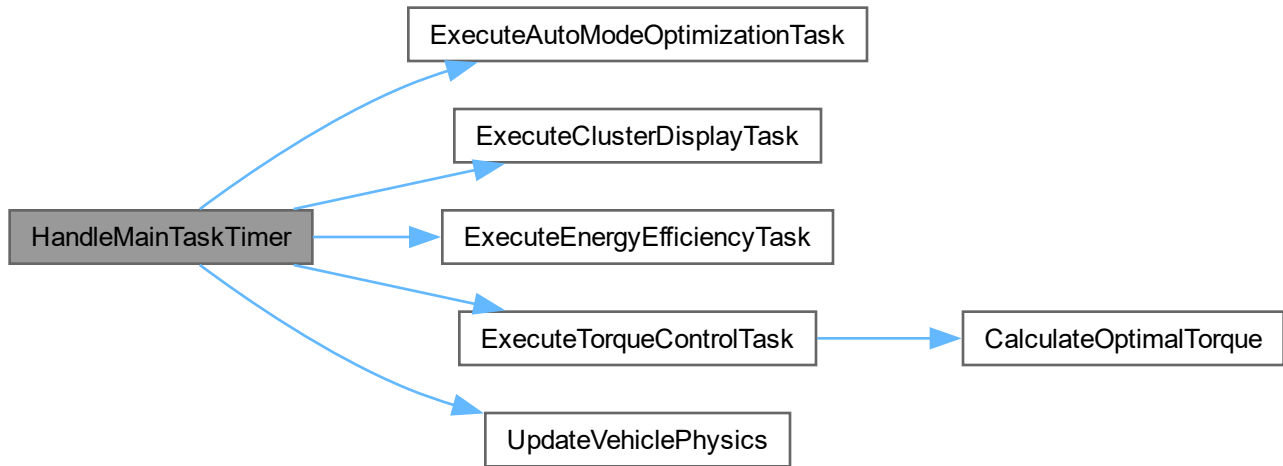 ExecuteAutoModeOptimizationTask
ExecuteClusterDisplayTask
HandleMainTaskTimer
ExecuteEnergyEfficiencyTask
ExecuteTorqueControlTask
CalculateOptimalTorque
UpdateVehiclePhysics